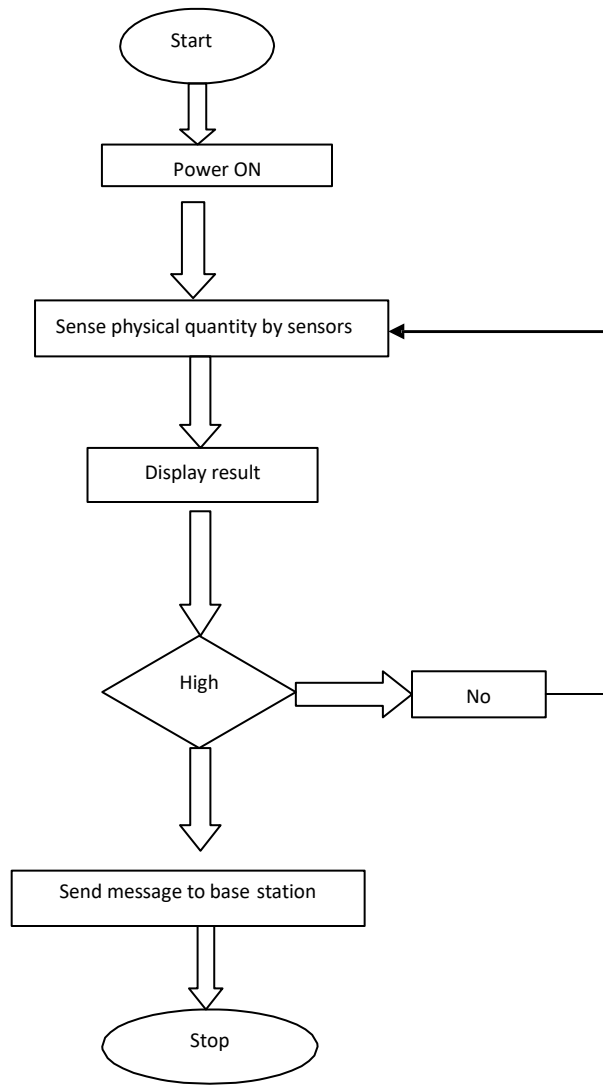 Start
Power ON
Sense physical quantity by sensors
Display result
High
No
Send message to base station
Stop